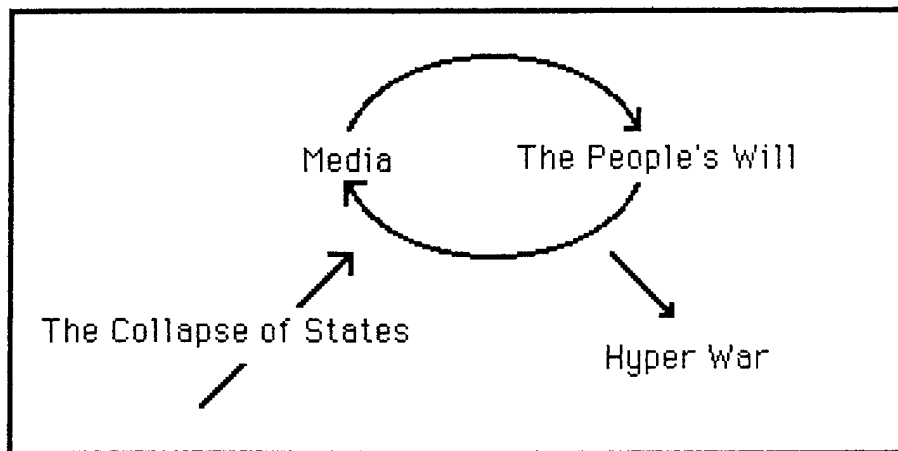 Media
The People's Will
The Collapse of States
Hyper War